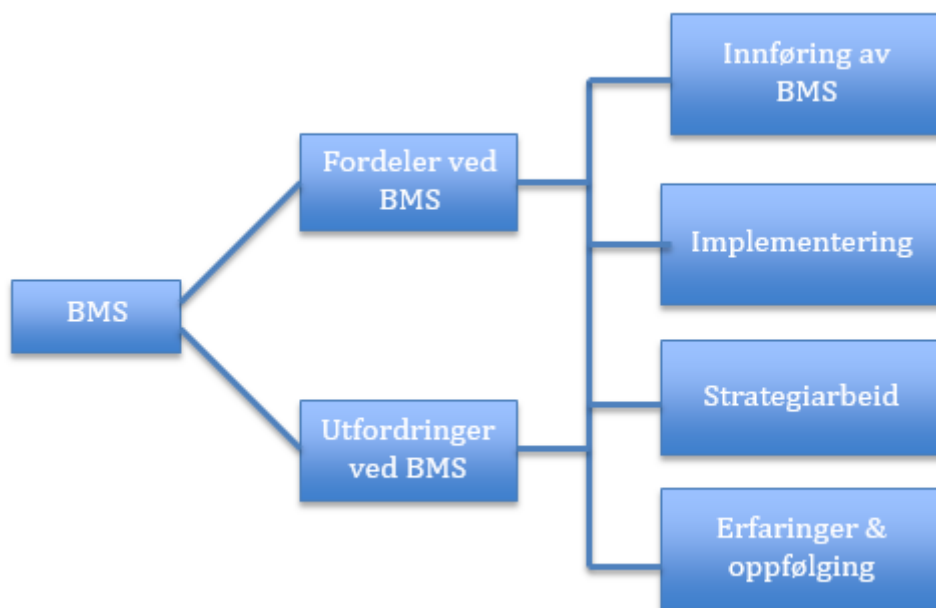 BMS
Fordeler ved
BMS
Utfordringer
ved BMS
Innføring av
BMS
Implementering
Strategiarbeid
Erfaringer &
oppfølging